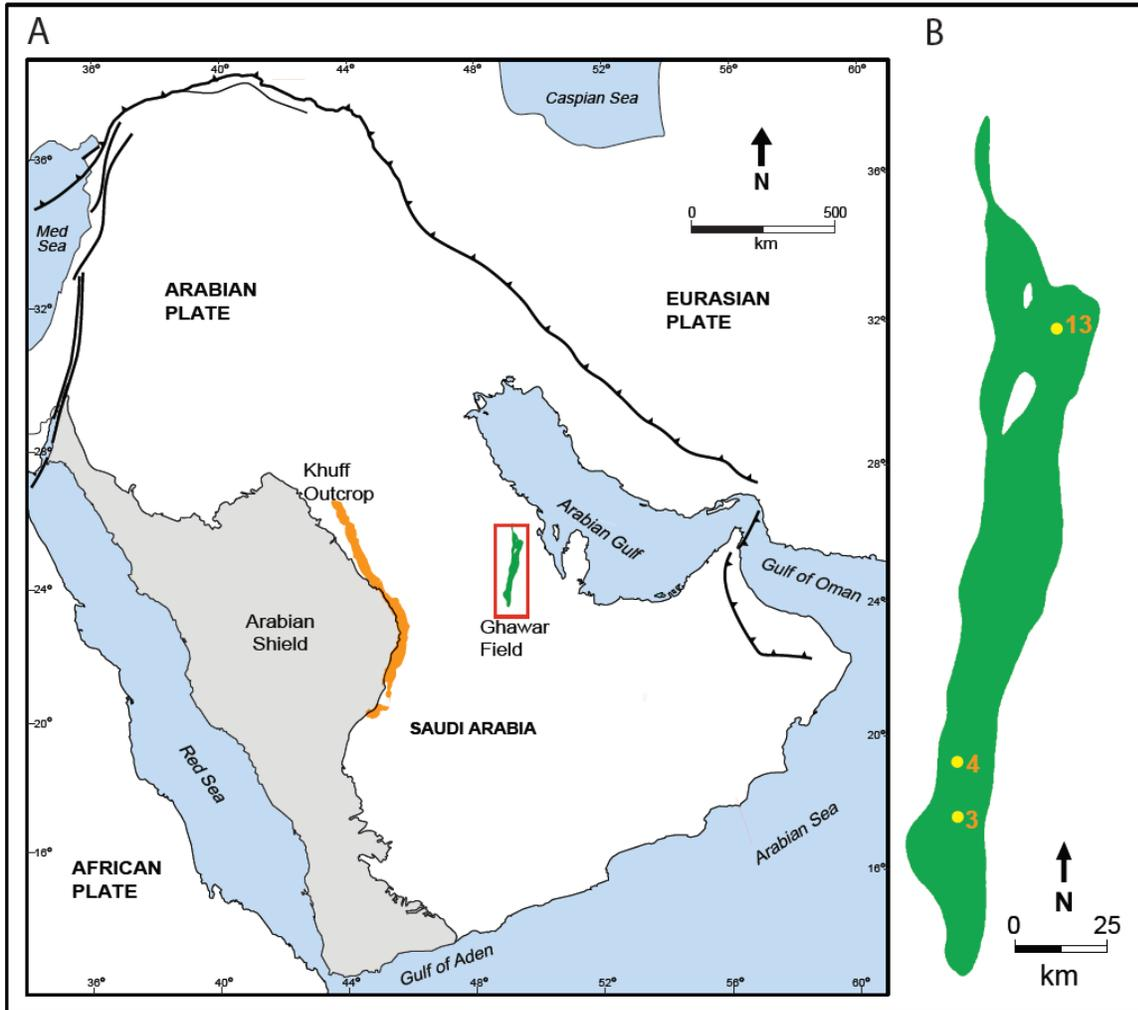 A
B
36°
40°
44°
48°
52°
56°
60°
Caspian Sea
36°
36°
N
0
500
km
Med
Sea
ARABIAN
PLATE
EURASIAN
PLATE
32°
32°
13
28°
28°
Khuff
Outcrop
Arabian Gulf
Gulf of Oman
24°
24°
Arabian
Shield
Ghawar
Field
20°
SAUDI ARABIA
20°
Red Sea
4
3
Arabian Sea
16°
16°
AFRICAN
PLATE
N
0
25
km
Gulf of Aden
36°
40°
44°
48°
52°
56°
60°